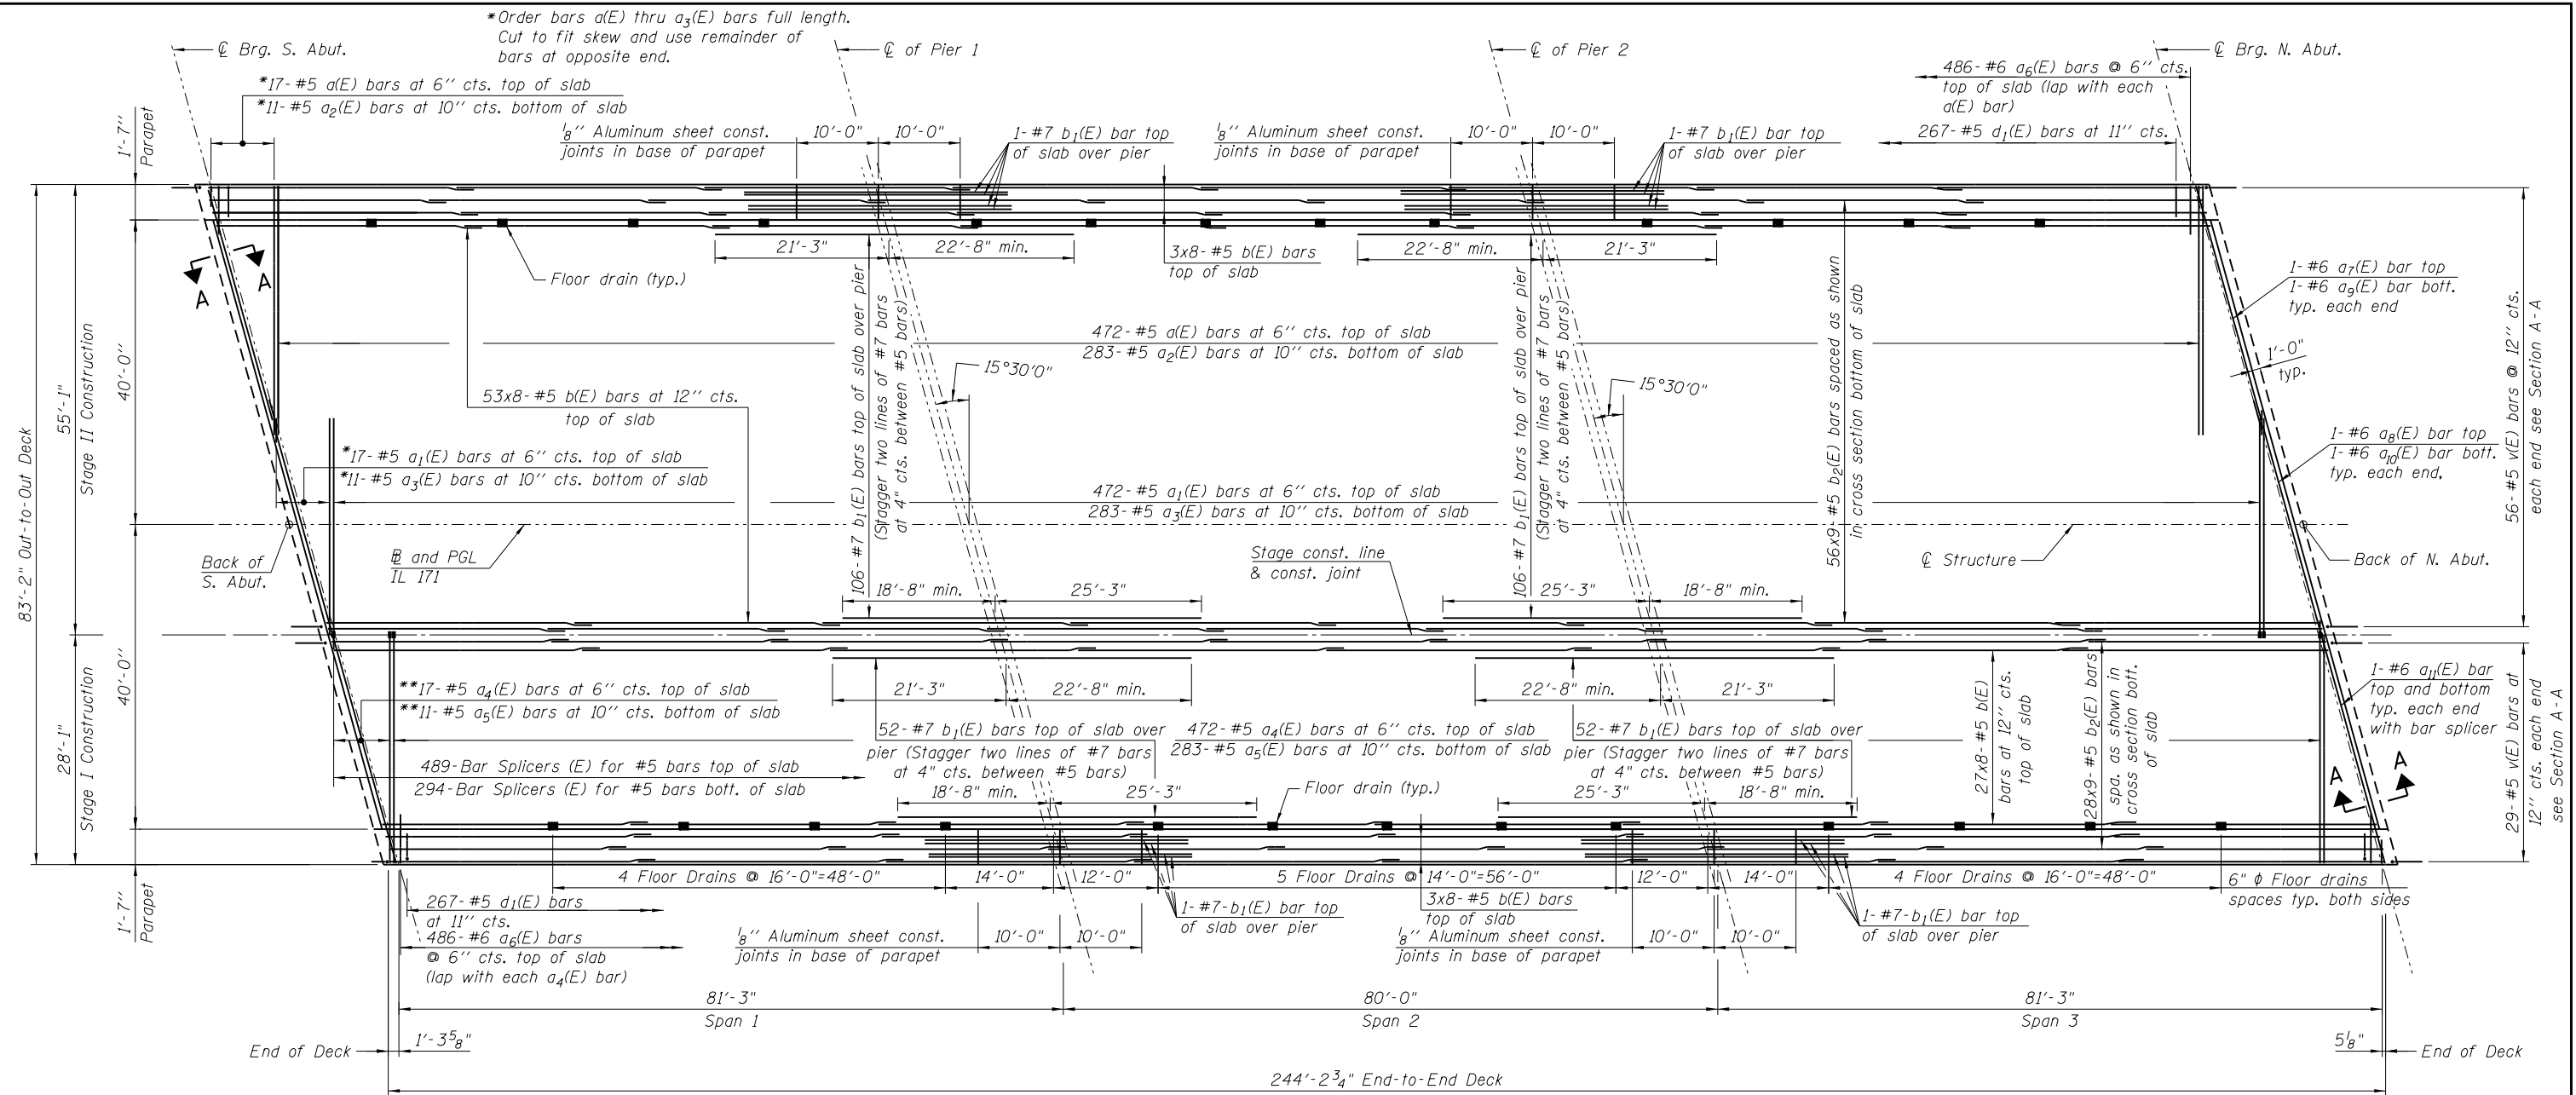 *Order bars a(E) thru a3(E) bars full length.
Cut to fit skew and use remainder of
bars at opposite end.
℄ Brg. S. Abut.
℄ of Pier 1
℄ of Pier 2
℄ Brg. N. Abut.
*17-#5 a(E) bars at 6'' cts. top of slab
*11-#5 a2(E) bars at 10'' cts. bottom of slab
486-#6 a6(E) bars @ 6'' cts.
top of slab (lap with each
a(E) bar)
1'-7''
Parapet
1/8'' Aluminum sheet const.
joints in base of parapet
10'-0"
10'-0"
1-#7 b1(E) bar top
of slab over pier
1/8'' Aluminum sheet const.
joints in base of parapet
10'-0"
10'-0"
1-#7 b1(E) bar top
of slab over pier
267-#5 d1(E) bars at 11'' cts.
A
A
Floor drain (typ.)
21'-3"
22'-8" min.
3x8-#5 b(E) bars
top of slab
22'-8" min.
21'-3"
1-#6 a7(E) bar top
1-#6 a9(E) bar bott.
typ. each end
83'-2" Out-to-Out Deck
55'-1"
Stage II Construction
40'-0''
106-#7 b1(E) bars top of slab over pier
(Stagger two lines of #7 bars
at 4" cts. between #5 bars)
472-#5 a(E) bars at 6'' cts. top of slab
283-#5 a2(E) bars at 10'' cts. bottom of slab
106-#7 b1(E) bars top of slab over pier
(Stagger two lines of #7 bars
at 4" cts. between #5 bars)
56x9-#5 b2(E) bars spaced as shown
in cross section bottom of slab
56-#5 v(E) bars @ 12'' cts.
each end see Section A-A
15°30'0"
15°30'0"
1'-0"
typ.
53x8-#5 b(E) bars at 12'' cts.
top of slab
1-#6 a8(E) bar top
1-#6 a10(E) bar bott.
typ. each end.
*17-#5 a1(E) bars at 6'' cts. top of slab
*11-#5 a3(E) bars at 10'' cts. bottom of slab
472-#5 a1(E) bars at 6'' cts. top of slab
283-#5 a3(E) bars at 10'' cts. bottom of slab
Back of
S. Abut.
℄ and PGL
IL 171
Stage const. line
& const. joint
℄ Structure
Back of N. Abut.
18'-8" min.
25'-3"
25'-3"
18'-8" min.
28'-1"
Stage I Construction
40'-0''
**17-#5 a4(E) bars at 6'' cts. top of slab
**11-#5 a5(E) bars at 10'' cts. bottom of slab
21'-3"
22'-8" min.
22'-8" min.
21'-3"
1-#6 a11(E) bar
top and bottom
typ. each end
with bar splicer
52-#7 b1(E) bars top of slab over
pier (Stagger two lines of #7 bars
at 4" cts. between #5 bars)
472-#5 a4(E) bars at 6'' cts. top of slab
283-#5 a5(E) bars at 10'' cts. bottom of slab
52-#7 b1(E) bars top of slab over
pier (Stagger two lines of #7 bars
at 4" cts. between #5 bars)
27x8-#5 b(E)
bars at 12'' cts.
top of slab
28x9-#5 b2(E) bars
spa. as shown in
cross section bott.
of slab
29-#5 v(E) bars at
12'' cts. each end
see Section A-A
489-Bar Splicers (E) for #5 bars top of slab
294-Bar Splicers (E) for #5 bars bott. of slab
18'-8" min.
25'-3"
Floor drain (typ.)
25'-3"
18'-8" min.
A
A
4 Floor Drains @ 16'-0"=48'-0"
14'-0"
12'-0"
5 Floor Drains @ 14'-0"=56'-0"
12'-0"
14'-0"
4 Floor Drains @ 16'-0"=48'-0"
6" ϕ Floor drains
spaces typ. both sides
1'-7''
Parapet
267-#5 d1(E) bars
at 11'' cts.
486-#6 a6(E) bars
@ 6'' cts. top of slab
(lap with each a4(E) bar)
1/8'' Aluminum sheet const.
joints in base of parapet
10'-0"
10'-0"
1-#7-b1(E) bar top
of slab over pier
3x8-#5 b(E) bars
top of slab
1/8'' Aluminum sheet const.
joints in base of parapet
10'-0"
10'-0"
1-#7-b1(E) bar top
of slab over pier
81'-3"
Span 1
80'-0"
Span 2
81'-3"
Span 3
End of Deck
1'-3 5/8"
5 1/8"
End of Deck
244'-2 3/4" End-to-End Deck